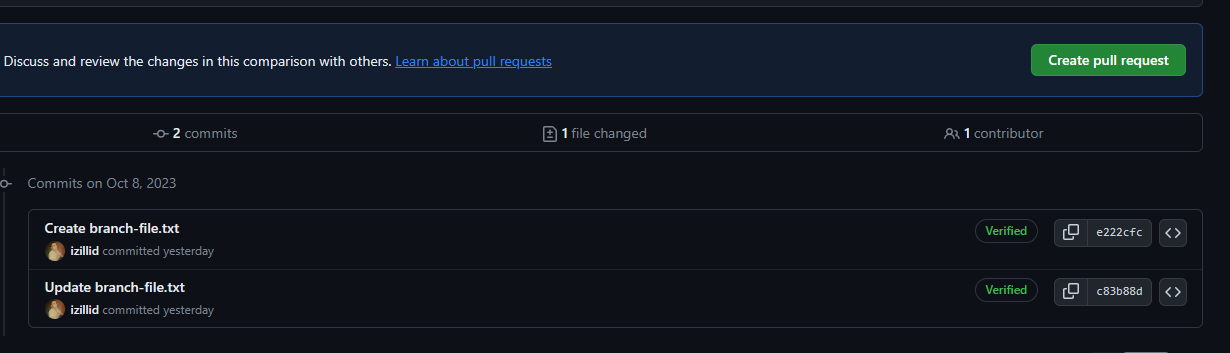 Discuss and review the changes in this comparison with others. Learn about pull requests
Create pull request
2 commits
1 file changed
1 contributor
Commits on Oct 8, 2023
Create branch-file.txt
Verified
e222cfc
izillid committed yesterday
Update branch-file.txt
Verified
c83b88d
izillid committed yesterday